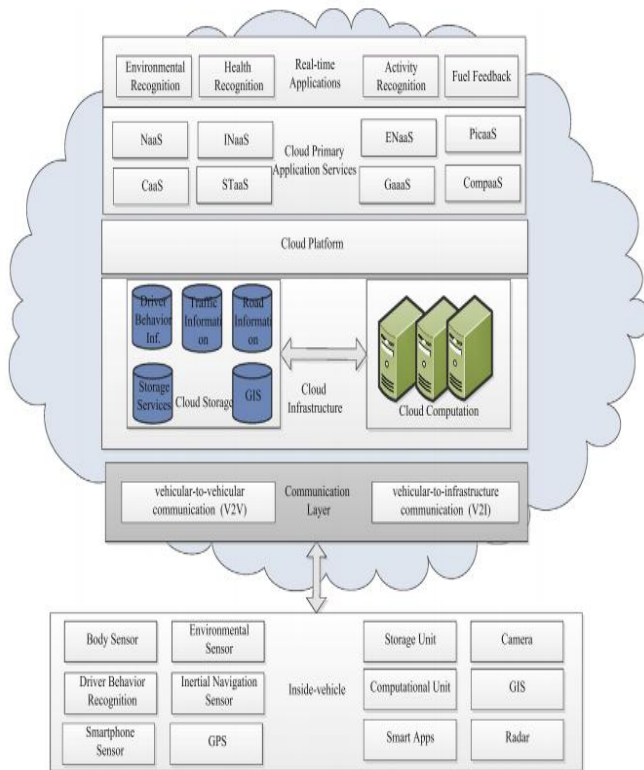 Environmental
Recognition
Health
Recognition
Real-time
Applications
Activity
Recognition
Fuel Feedback
NaaS
INaaS
ENaaS
PicaaS
Cloud Primary
Application Services
CaaS
STaaS
GaaaS
CompaaS
Cloud Platform
Driver
Behavior
Inf.
Traffic
Informati
on
Road
Informati
on
Storage
Services
Cloud Storage
GIS
Cloud
Infrastructure
Cloud Computation
vehicular-to-vehicular
communication (V2V)
Communication
Layer
vehicular-to-infrastructure
communication (V2I)
Body Sensor
Environmental
Sensor
Storage Unit
Camera
Driver Behavior
Recognition
Inertial Navigation
Sensor
Inside-vehicle
Computational Unit
GIS
Smartphone
Sensor
GPS
Smart Apps
Radar